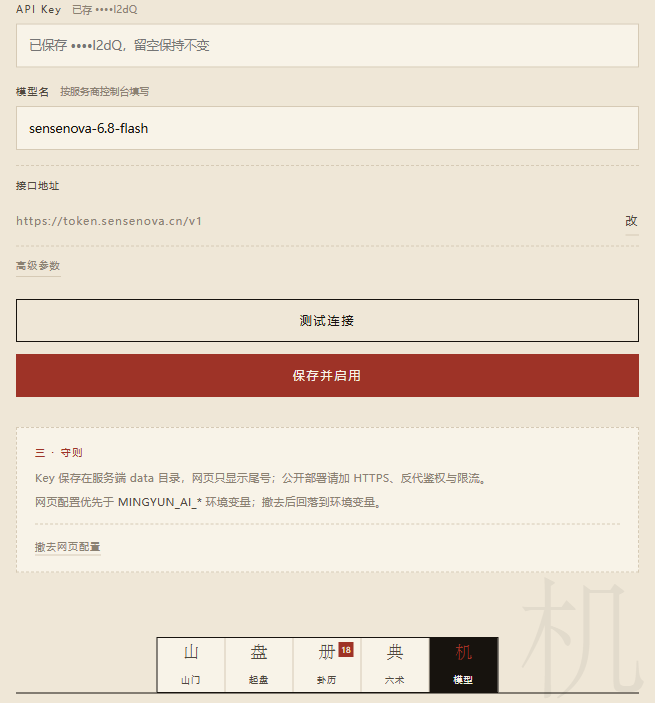 API Key 已存 ••••I2dQ
已保存 ••••I2dQ，留空保持不变
模型名 按服务商控制台填写
sensenova-6.8-flash
接口地址
https://token.sensenova.cn/v1 改
高级参数
测试连接
保存并启用
三 · 守则
Key 保存在服务端 data 目录，网页只显示尾号；公开部署请加 HTTPS、反代鉴权与限流。
网页配置优先于 MINGYUN_AI_* 环境变量；撤去后回落到环境变量。
撤去网页配置
机
山 盘 册 18 典 机
山门 起盘 卦历 六术 模型